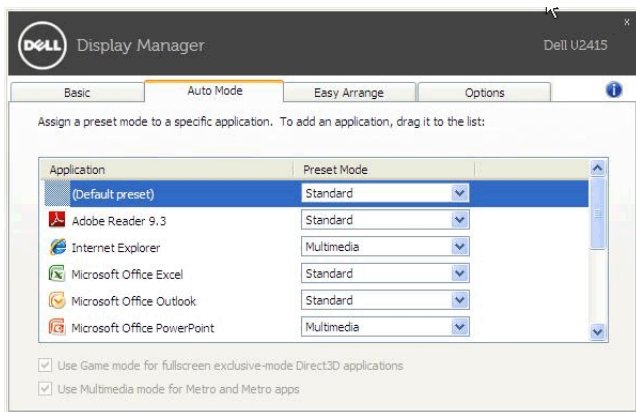 DELL Display Manager Dell U2415
Basic Auto Mode Easy Arrange Options
Assign a preset mode to a specific application. To add an application, drag it to the list:
Application Preset Mode
(Default preset) Standard
Adobe Reader 9.3 Standard
Internet Explorer Multimedia
Microsoft Office Excel Standard
Microsoft Office Outlook Standard
Microsoft Office PowerPoint Multimedia
Use Game mode for fullscreen exclusive-mode Direct3D applications
Use Multimedia mode for Metro and Metro apps